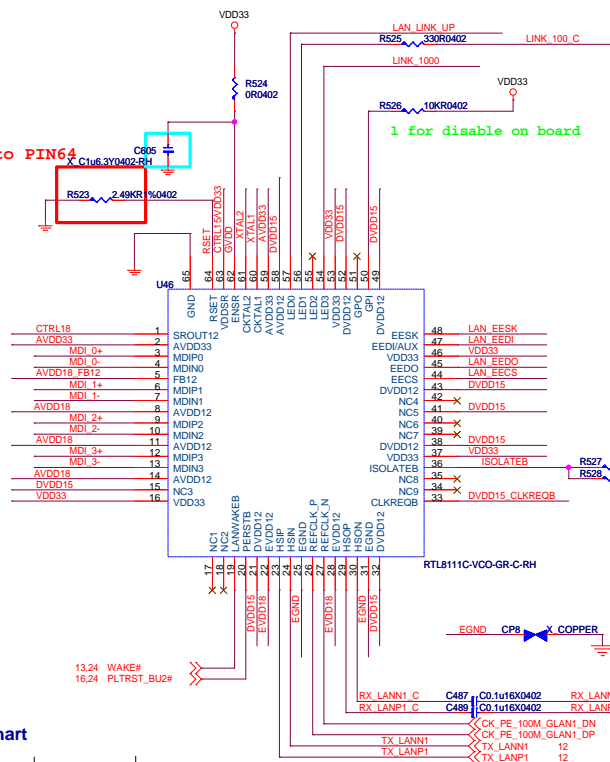 VDD33
LAN_LINK_UP
R525 330R0402 LINK_100_C
LINK_1000
VDD33
R524
0R0402
R526 10KR0402
1 for disable on board
to PIN64
C605
X_C1u6.3Y0402-RH
R523 2.49KR1%0402
RSET
CTRL15/VDD33
GVDD
XTAL2
XTAL1
AVDD33
DVDD15
VDD33
DVDD15
DVDD15
65 64 63 62 61 60 59 58 57 56 55 54 53 52 51 50 49
U46
GND
RSET
VDDSR
ENSR
CKTAL2
CKTAL1
AVDD33
AVDD12
LED0
LED1
LED2
LED3
VDD33
DVDD12
GPO
GPI
DVDD12
CTRL18 1 SROUT12
AVDD33 2 AVDD33
MDI_0+ 3 MDIP0
MDI_0- 4 MDIN0
AVDD18_FB12 5 FB12
MDI_1+ 6 MDIP1
MDI_1- 7 MDIN1
AVDD18 8 AVDD12
MDI_2+ 9 MDIP2
MDI_2- 10 MDIN2
AVDD18 11 AVDD12
MDI_3+ 12 MDIP3
MDI_3- 13 MDIN3
AVDD18 14 AVDD12
DVDD15 15 NC3
VDD33 16 VDD33
EESK 48 LAN_EESK
EEDI/AUX 47 LAN_EEDI
VDD33 46 VDD33
EEDO 45 LAN_EEDO
EECS 44 LAN_EECS
DVDD12 43 DVDD15
NC4 42
NC5 41 DVDD15
NC6 40
NC7 39
DVDD12 38 DVDD15
VDD33 37 VDD33
ISOLATEB 36 ISOLATEB
NC8 35
NC9 34
CLKREQB 33 DVDD15_CLKREQB
R527
R528
NC1
NC2
LANWAKEB
PERSTB
DVDD12
EVDD12
HSIP
HSIN
EGND
REFCLK_P
REFCLK_N
EVDD12
HSOP
HSON
EGND
DVDD12
17 18 19 20 21 22 23 24 25 26 27 28 29 30 31 32
RTL8111C-VCO-GR-C-RH
DVDD15
EVDD18
EGND
EVDD18
EGND
DVDD15
EGND CP8 X_COPPER
13,24 WAKE#
16,24 PLTRST_BU2#
RX_LANN1_C C487 C0.1u16X0402 RX_LANN
RX_LANP1_C C489 C0.1u16X0402 RX_LANP
CK_PE_100M_GLAN1_DN
CK_PE_100M_GLAN1_DP
TX_LANN1 TX_LANN1 12
TX_LANP1 TX_LANP1 12
hart